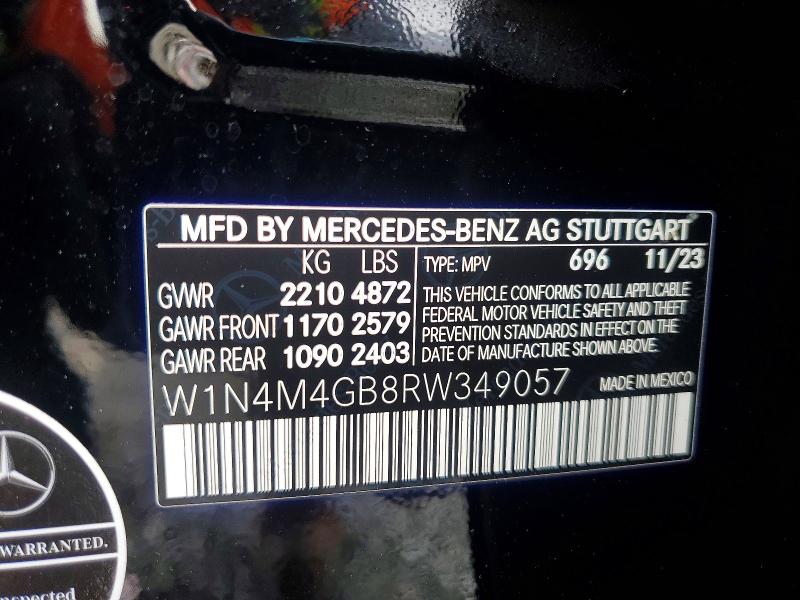 MFD BY MERCEDES-BENZ AG STUTTGART
KG LBS
GVWR 2210 4872
GAWR FRONT 1170 2579
GAWR REAR 1090 2403
TYPE: MPV 696 11/23
THIS VEHICLE CONFORMS TO ALL APPLICABLE
FEDERAL MOTOR VEHICLE SAFETY AND THEFT
PREVENTION STANDARDS IN EFFECT ON THE
DATE OF MANUFACTURE SHOWN ABOVE.
W1N4M4GB8RW349057 MADE IN MEXICO
WARRANTED.